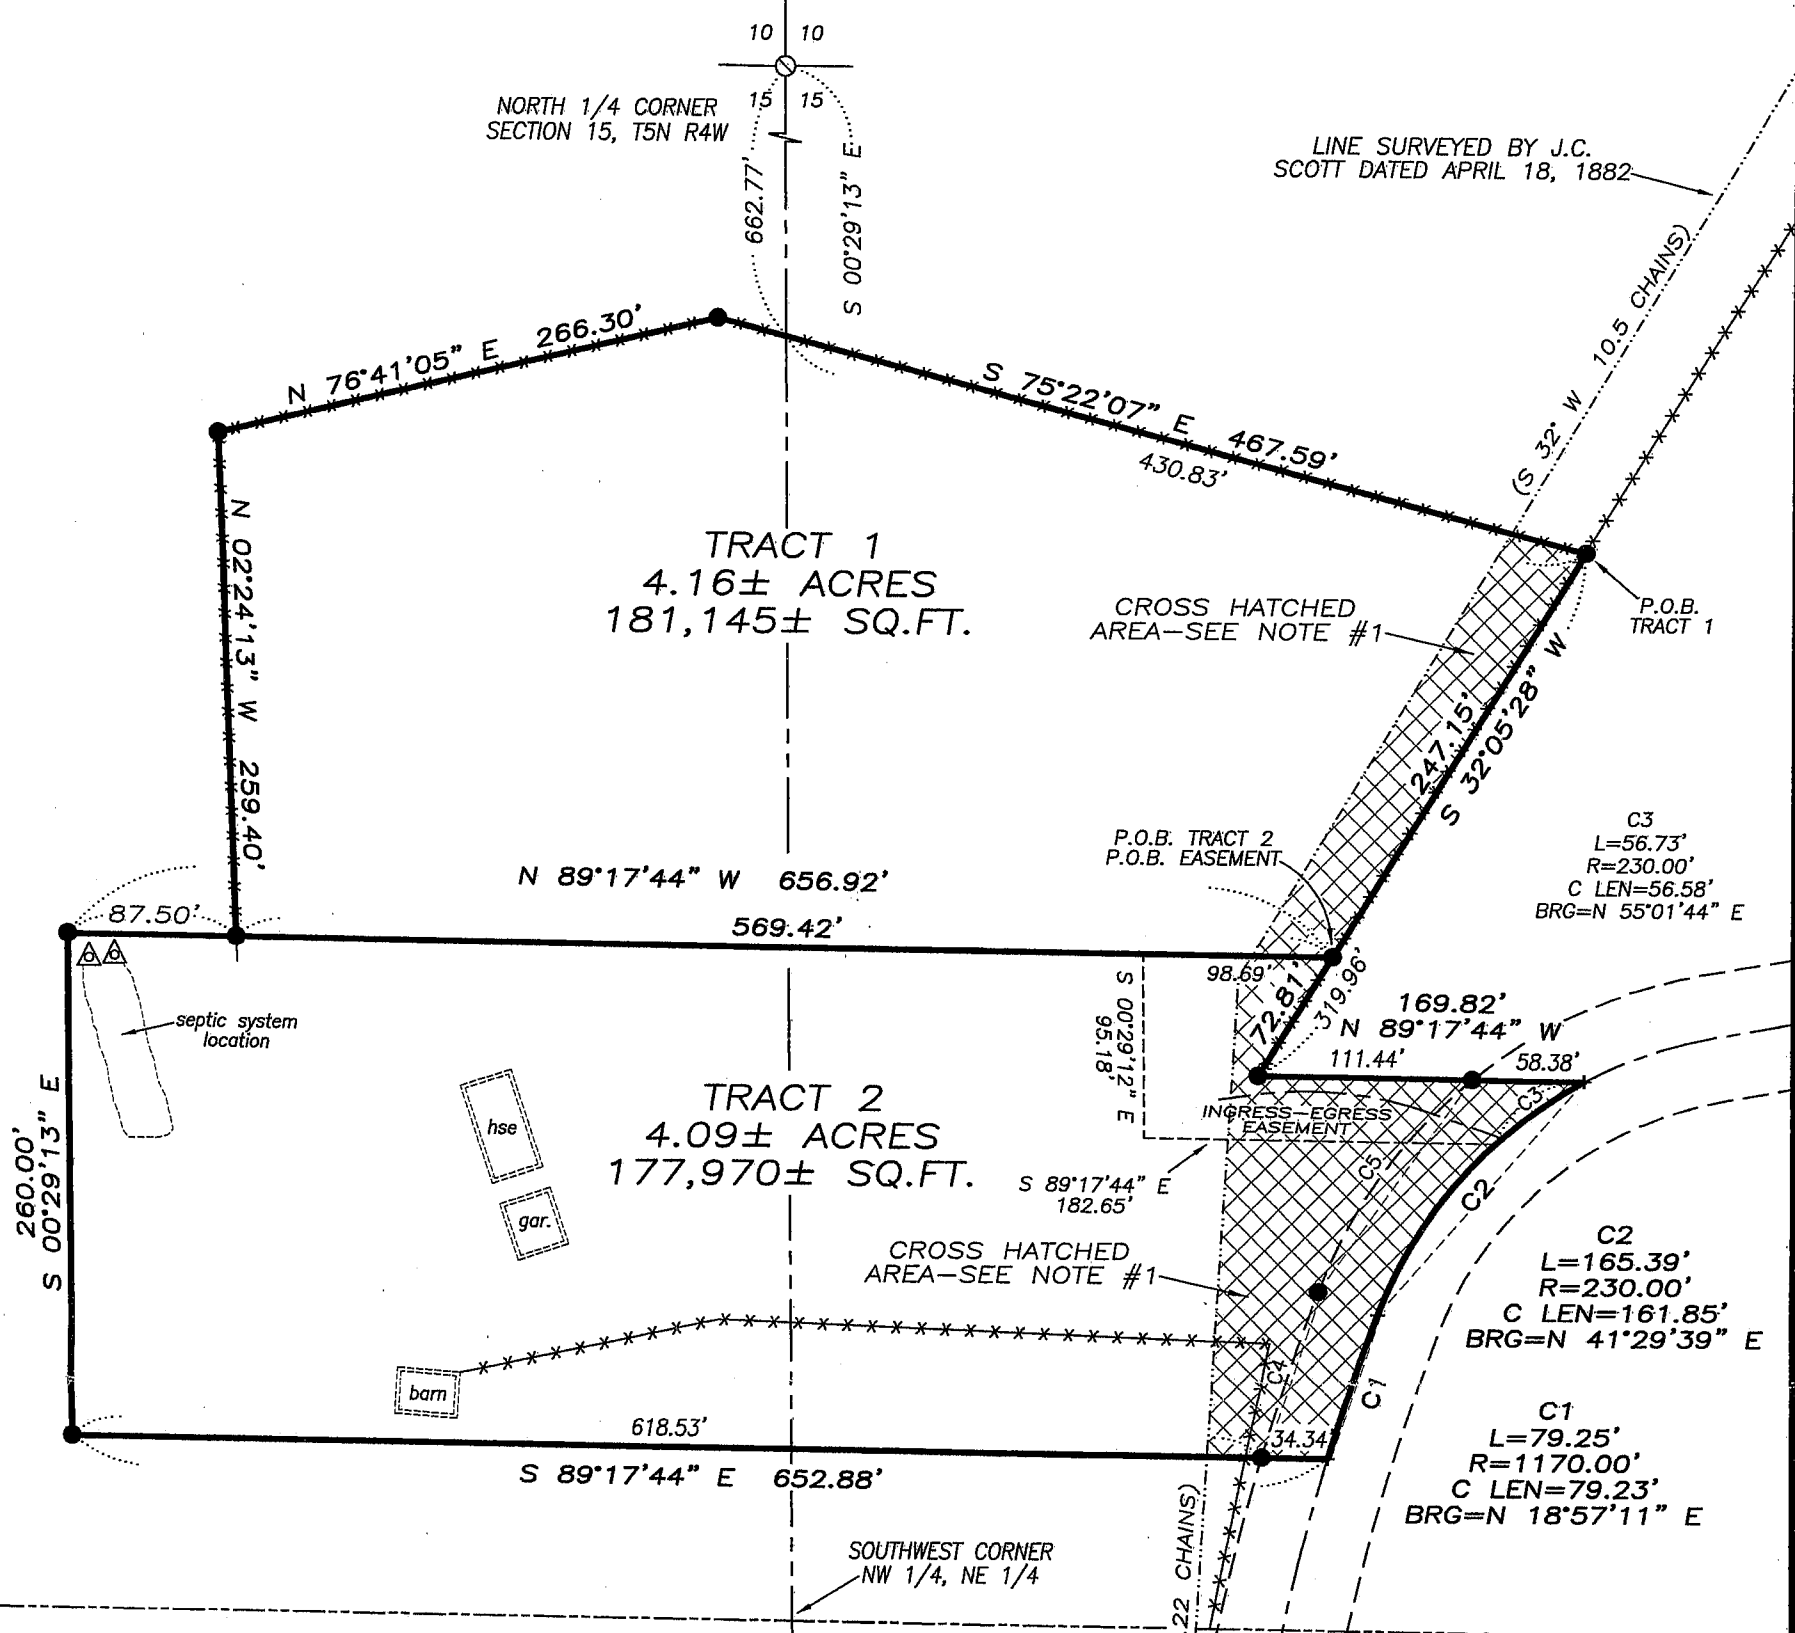 10 10
15 15
NORTH 1/4 CORNER
SECTION 15, T5N R4W
662.77'
S 00°29'13" E
LINE SURVEYED BY J.C.
SCOTT DATED APRIL 18, 1882
(S 32° W 10.5 CHAINS)
N 76°41'05" E 266.30'
S 75°22'07" E 467.59'
430.83'
N 02°24'13" W 259.40'
TRACT 1
4.16± ACRES
181,145± SQ.FT.
CROSS HATCHED
AREA-SEE NOTE #1
P.O.B.
TRACT 1
247.15'
S 32°05'28" W
P.O.B. TRACT 2
P.O.B. EASEMENT
C3
L=56.73'
R=230.00'
C LEN=56.58'
BRG=N 55°01'44" E
N 89°17'44" W 656.92'
87.50'
569.42'
98.69'
72.81'
319.96'
S 00°29'12" E
95.18'
169.82'
N 89°17'44" W
111.44'
58.38'
septic system
location
hse
gar.
barn
260.00'
S 00°29'13" E
TRACT 2
4.09± ACRES
177,970± SQ.FT.
INGRESS-EGRESS
EASEMENT
C3
C5
C2
S 89°17'44" E
182.65'
CROSS HATCHED
AREA-SEE NOTE #1
C2
L=165.39'
R=230.00'
C LEN=161.85'
BRG=N 41°29'39" E
C4
C1
C1
L=79.25'
R=1170.00'
C LEN=79.23'
BRG=N 18°57'11" E
618.53'
34.34'
S 89°17'44" E 652.88'
22 CHAINS)
SOUTHWEST CORNER
NW 1/4, NE 1/4